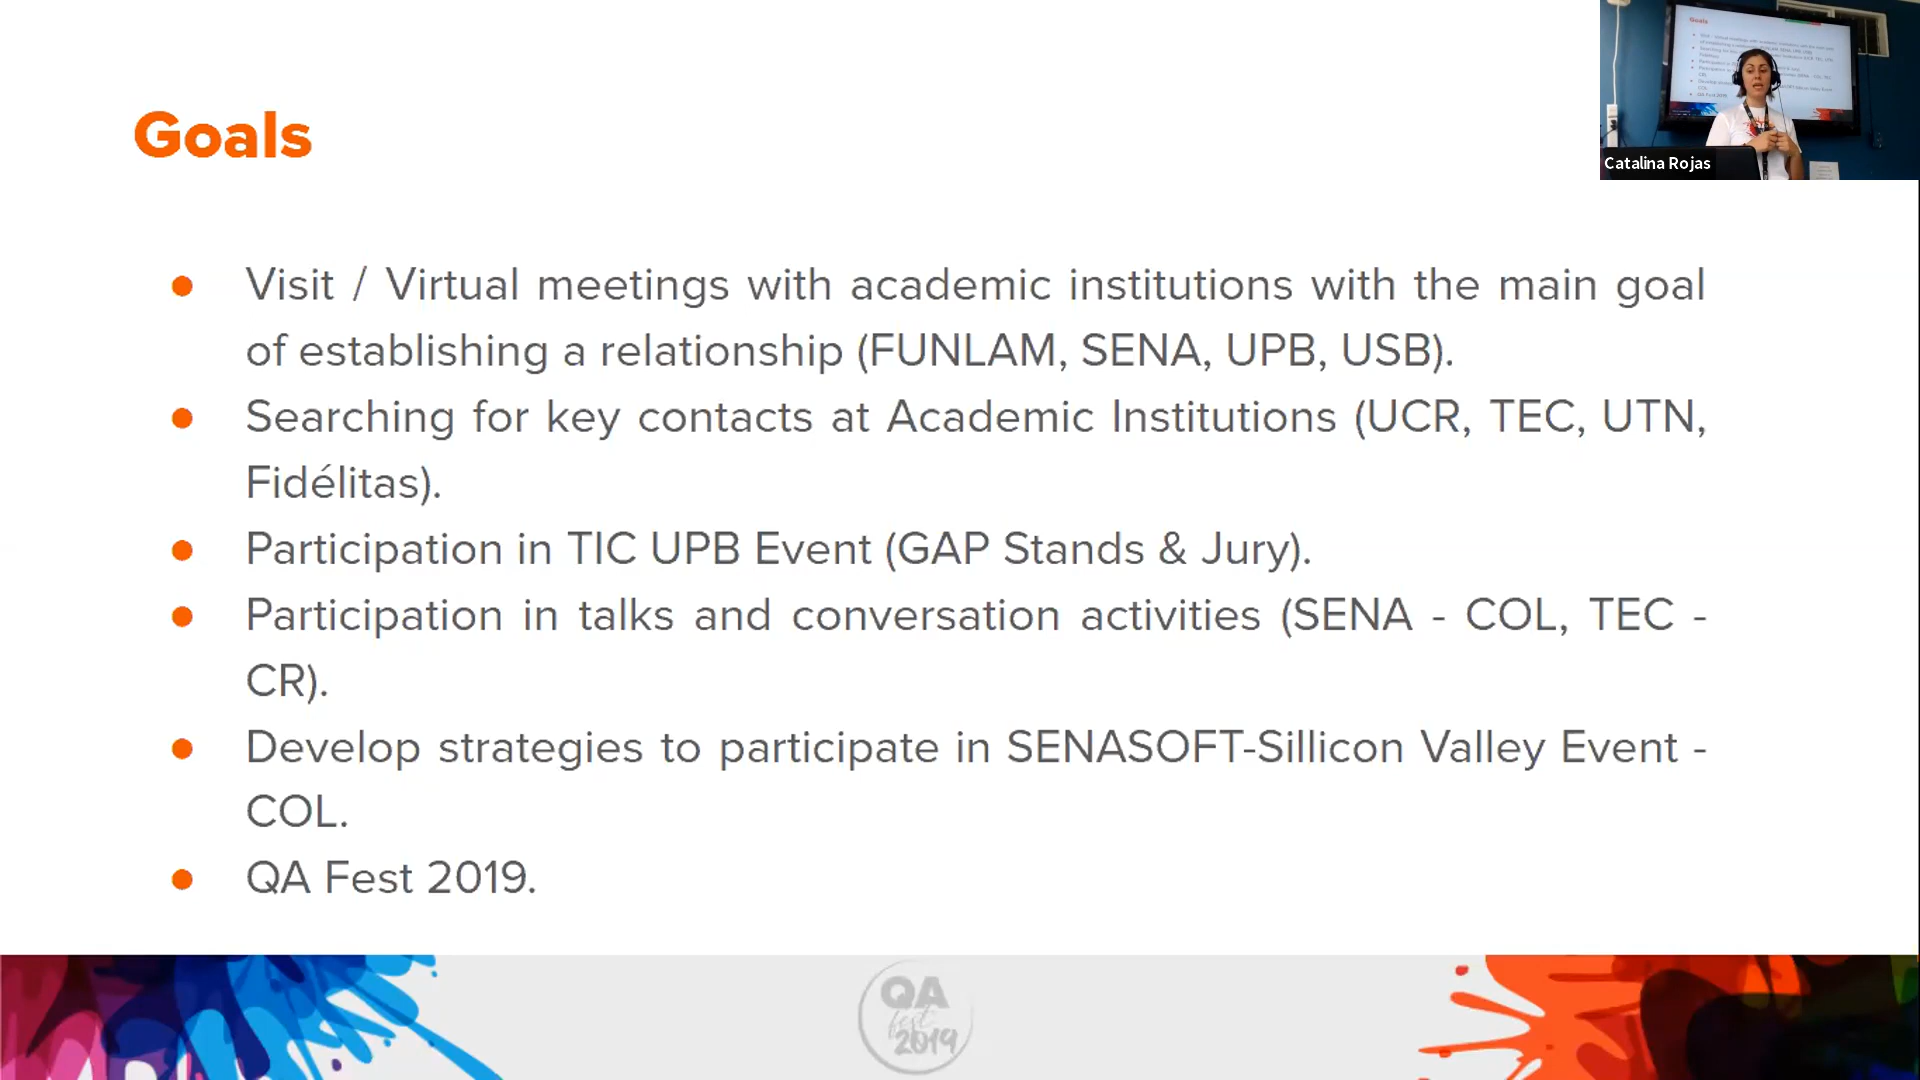 Goals
Catalina Rojas
Visit / Virtual meetings with academic institutions with the main goal
of establishing a relationship (FUNLAM, SENA, UPB, USB).
Searching for key contacts at Academic Institutions (UCR, TEC, UTN,
Fidélitas).
Participation in TIC UPB Event (GAP Stands & Jury).
Participation in talks and conversation activities (SENA - COL, TEC -
CR).
Develop strategies to participate in SENASOFT-Sillicon Valley Event -
COL.
QA Fest 2019.
QA
fest
2019